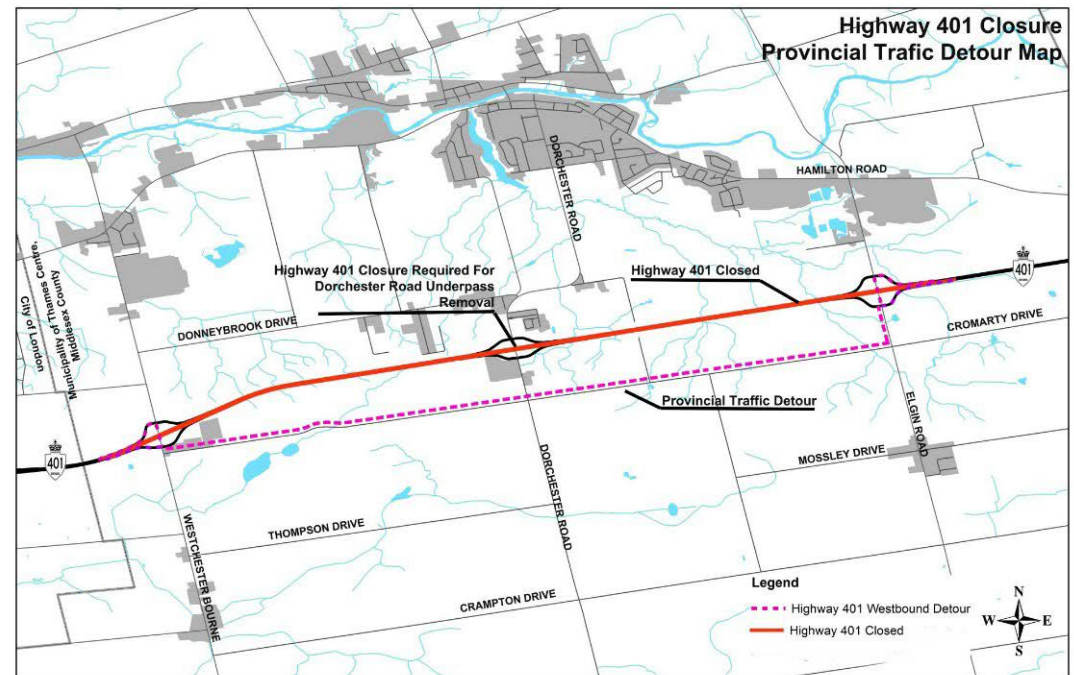 Highway 401 Closure
Provincial Trafic Detour Map
DORCHESTER ROAD
HAMILTON ROAD
City of London
Municipality of Thames Centre,
Middlesex County
Highway 401 Closure Required For
Dorchester Road Underpass
Removal
Highway 401 Closed
401
DONNEYBROOK DRIVE
CROMARTY DRIVE
Provincial Traffic Detour
ELGIN ROAD
401
MOSSLEY DRIVE
DORCHESTER ROAD
WESTCHESTER BOURNE
THOMPSON DRIVE
CRAMPTON DRIVE
Legend
Highway 401 Westbound Detour
Highway 401 Closed
N
W E
S